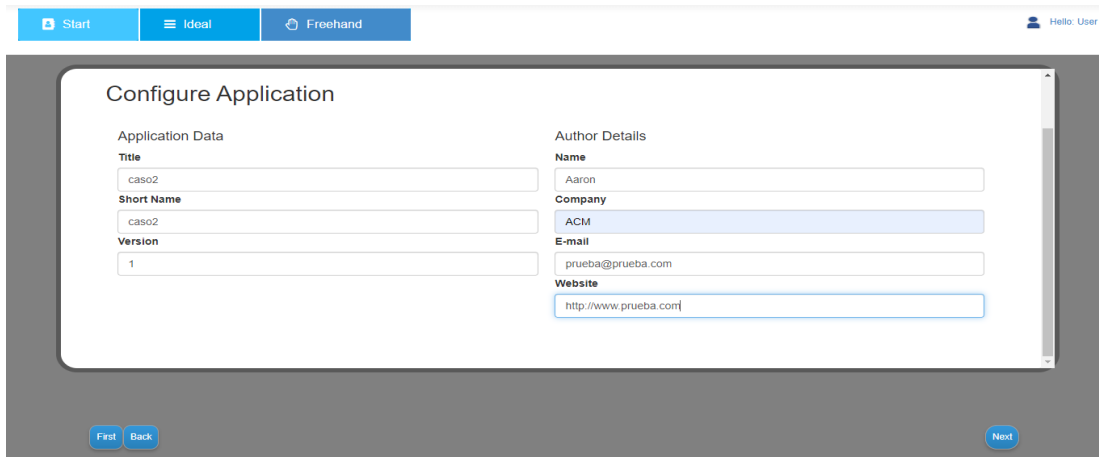 Start
Ideal
Freehand
Hello: User
Configure Application
Application Data
Title
caso2
Short Name
caso2
Version
1
Author Details
Name
Aaron
Company
ACM
E-mail
prueba@prueba.com
Website
http://www.prueba.com
First
Back
Next